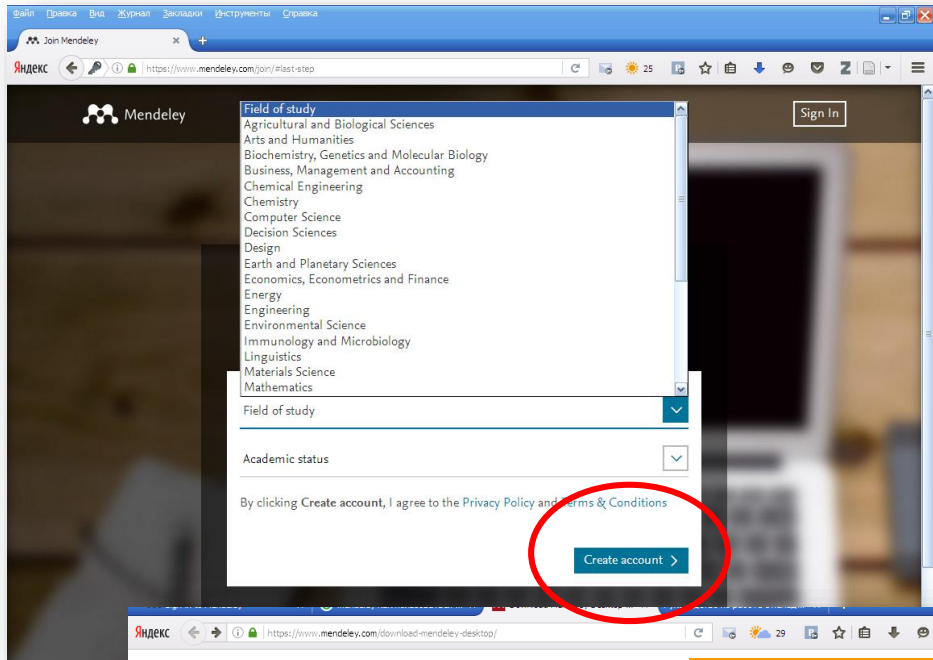 Файл Правка Вид Журнал Закладки Инструменты Справка
Join Mendeley × +
Яндекс https://www.mendeley.com/join/#last-step 25 Z
Mendeley
Sign In
Field of study
Agricultural and Biological Sciences
Arts and Humanities
Biochemistry, Genetics and Molecular Biology
Business, Management and Accounting
Chemical Engineering
Chemistry
Computer Science
Decision Sciences
Design
Earth and Planetary Sciences
Economics, Econometrics and Finance
Energy
Engineering
Environmental Science
Immunology and Microbiology
Linguistics
Materials Science
Mathematics
Field of study
Academic status
By clicking Create account, I agree to the Privacy Policy and Terms & Conditions
Create account
Яндекс https://www.mendeley.com/download-mendeley-desktop/ 29